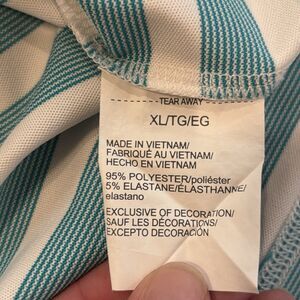 TEAR AWAY
XL/TG/EG
MADE IN VIETNAM/
FABRIQUÉ AU VIETNAM/
HECHO EN VIETNAM
95% POLYESTER/poliéster
5% ELASTANE/ÉLASTHANNE/
elastano
EXCLUSIVE OF DECORATION/
SAUF LES DÉCORATIONS/
EXCEPTO DECORACIÓN